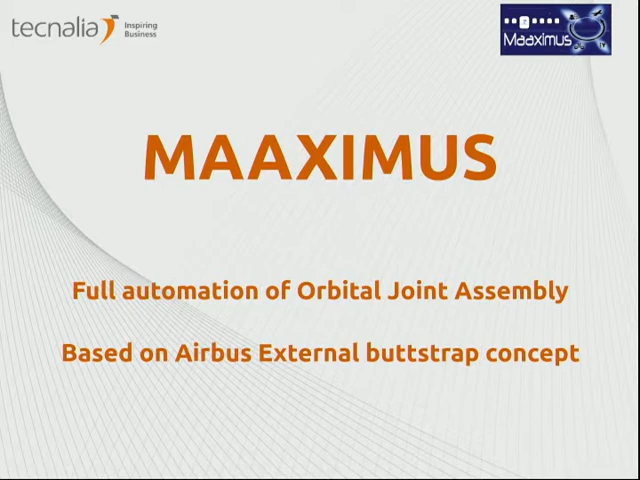 tecnalia Inspiring
Business
Maaximus
MAAXIMUS
Full automation of Orbital Joint Assembly
Based on Airbus External buttstrap concept